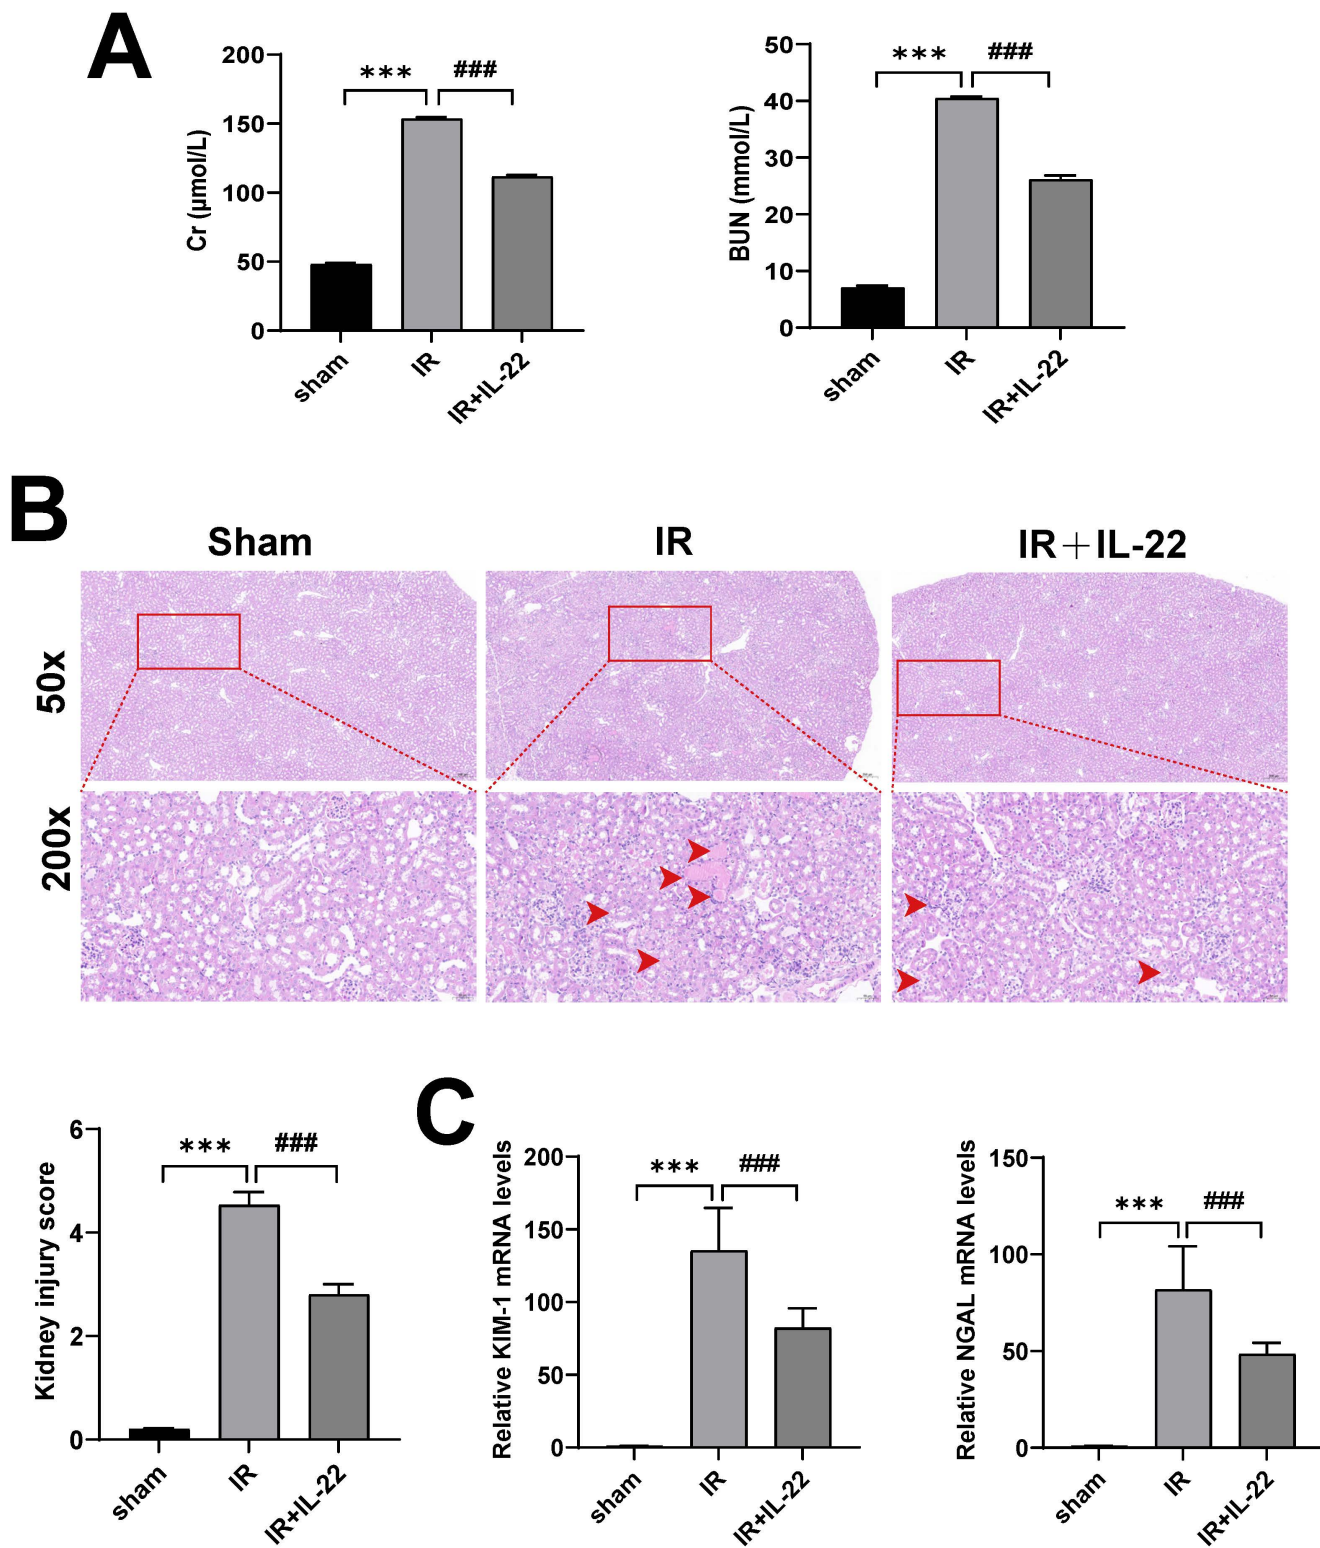 A
Cr (μmol/L)
200
150
100
50
0
***
###
sham
IR
IR+IL-22
BUN (mmol/L)
50
40
30
20
10
0
***
###
sham
IR
IR+IL-22
B
Sham
IR
IR+IL-22
50x
200x
Kidney injury score
6
4
2
0
***
###
sham
IR
IR+IL-22
C
Relative KIM-1 mRNA levels
200
150
100
50
0
***
###
sham
IR
IR+IL-22
Relative NGAL mRNA levels
150
100
50
0
***
###
sham
IR
IR+IL-22